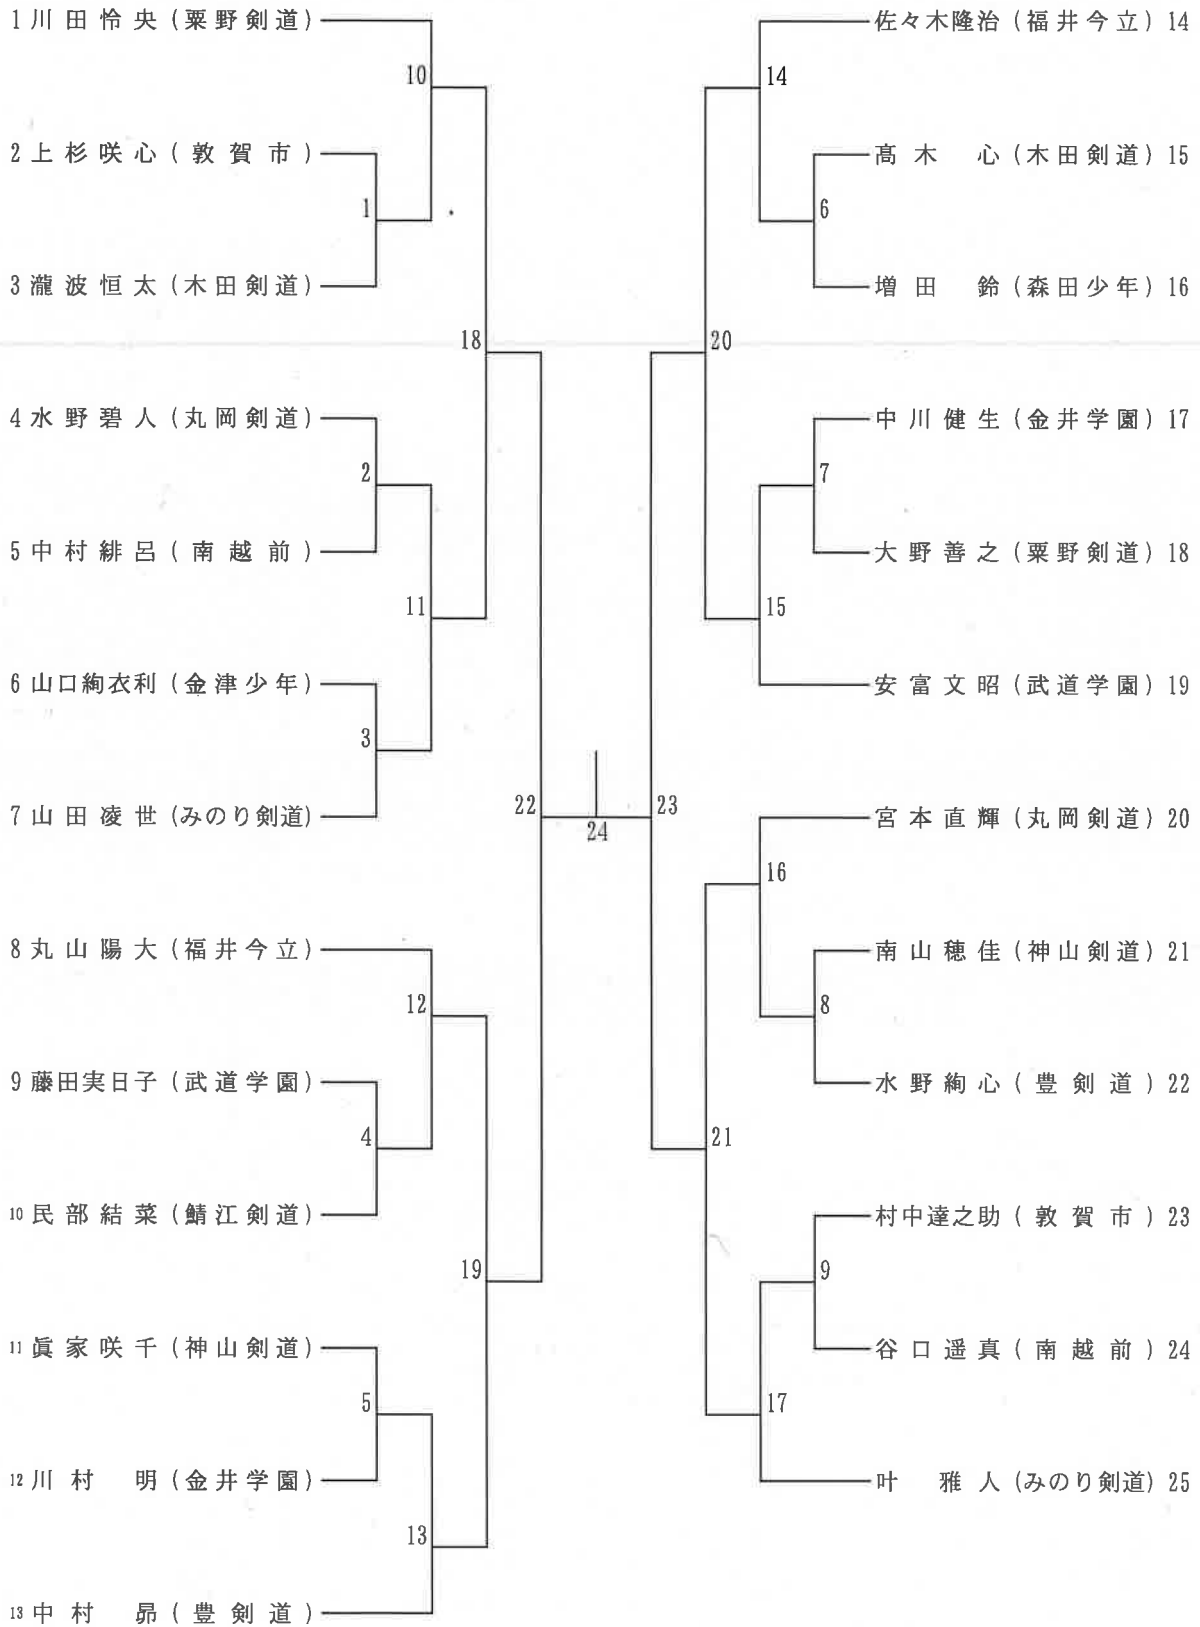 1 川田怜央（粟野剣道）
10
2 上杉咲心（敦賀市）
1
3 瀧波恒太（木田剣道）
18
4 水野碧人（丸岡剣道）
2
5 中村緋呂（南越前）
11
6 山口絢衣利（金津少年）
3
7 山田凌世（みのり剣道）
22
8 丸山陽大（福井今立）
12
9 藤田実日子（武道学園）
4
10 民部結菜（鯖江剣道）
19
11 眞家咲千（神山剣道）
5
12 川村　明（金井学園）
13
13 中村　昴（豊剣道）
24
佐々木隆治（福井今立）14
14
髙木　心（木田剣道）15
6
増田　鈴（森田少年）16
20
中川健生（金井学園）17
7
大野善之（粟野剣道）18
15
安富文昭（武道学園）19
23
宮本直輝（丸岡剣道）20
16
南山穂佳（神山剣道）21
8
水野絢心（豊剣道）22
21
村中達之助（敦賀市）23
9
谷口遥真（南越前）24
17
叶　雅人（みのり剣道）25